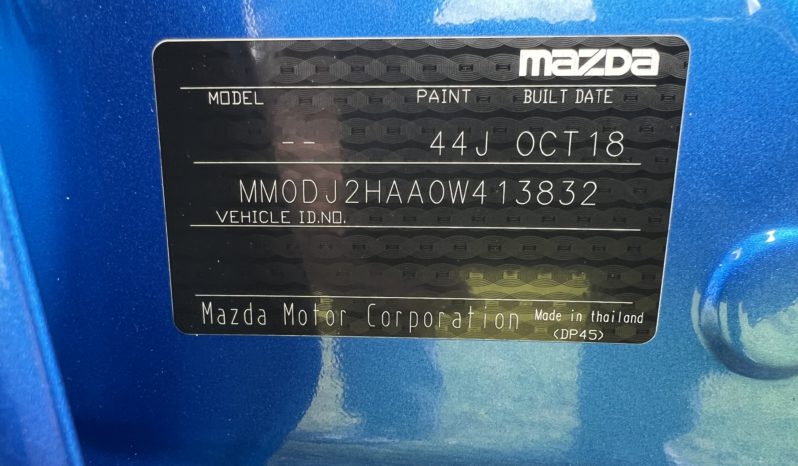 mazda
MODEL PAINT BUILT DATE
-- 44J OCT18
MM0DJ2HAA0W413832
VEHICLE ID.NO.
Mazda Motor Corporation Made in thailand
(DP45)